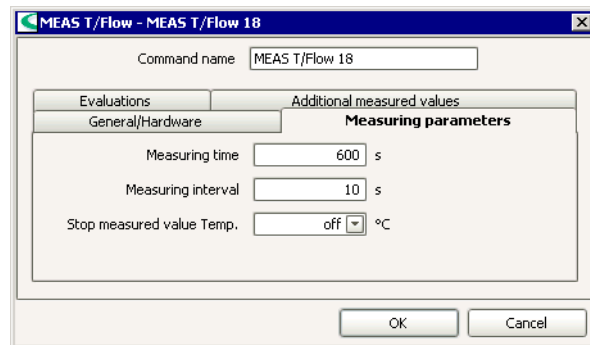 MEAS T/Flow - MEAS T/Flow 18
Command name MEAS T/Flow 18
Evaluations Additional measured values
General/Hardware Measuring parameters
Measuring time 600 s
Measuring interval 10 s
Stop measured value Temp. off °C
OK Cancel